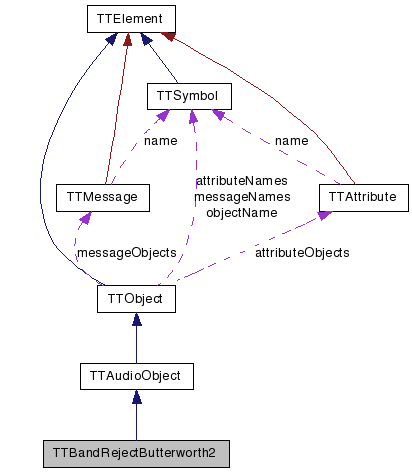 TTElement
TTSymbol
name
name
attributeNames
messageNames
objectName
TTMessage
TTAttribute
messageObjects
attributeObjects
TTObject
TTAudioObject
TTBandRejectButterworth2